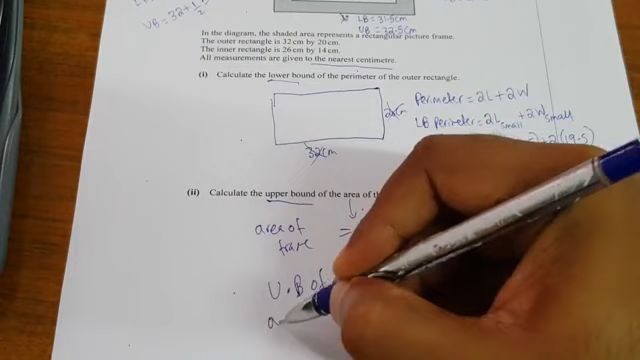 UB = 32 + 1/2
LB = 31.5cm
UB = 32.5cm
In the diagram, the shaded area represents a rectangular picture frame.
The outer rectangle is 32 cm by 20 cm.
The inner rectangle is 26 cm by 14 cm.
All measurements are given to the nearest centimetre.
(i) Calculate the lower bound of the perimeter of the outer rectangle.
Perimeter = 2L + 2W
LB Perimeter = 2L small + 2W small
32cm
(19.5)
(ii) Calculate the upper bound of the area of
area of
frame =
U.B of
a